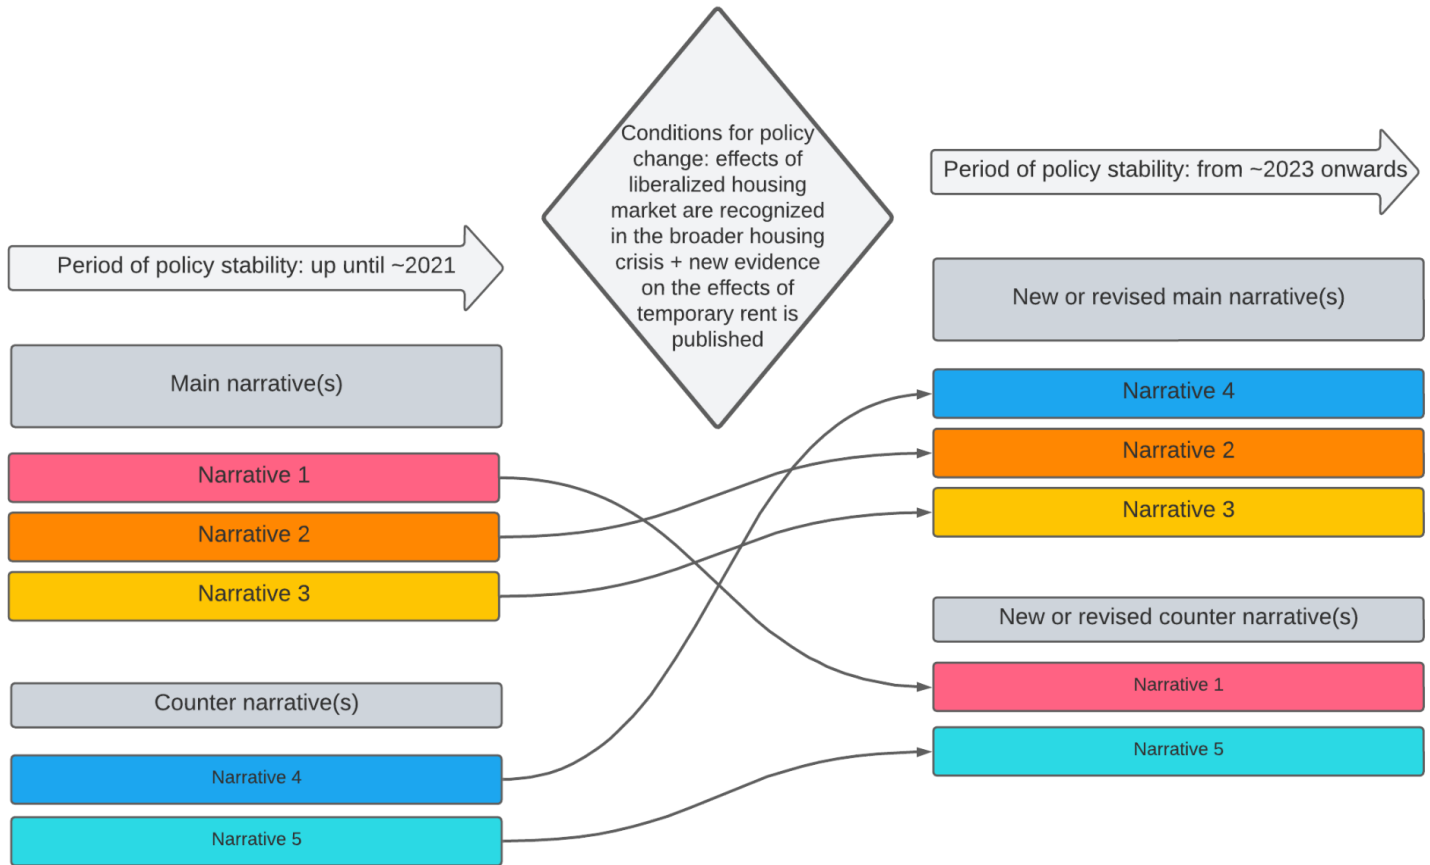 Period of policy stability: up until ~2021
Main narrative(s)
Narrative 1
Narrative 2
Narrative 3
Counter narrative(s)
Narrative 4
Narrative 5
Conditions for policy
change: effects of
liberalized housing
market are recognized
in the broader housing
crisis + new evidence
on the effects of
temporary rent is
published
Period of policy stability: from ~2023 onwards
New or revised main narrative(s)
Narrative 4
Narrative 2
Narrative 3
New or revised counter narrative(s)
Narrative 1
Narrative 5